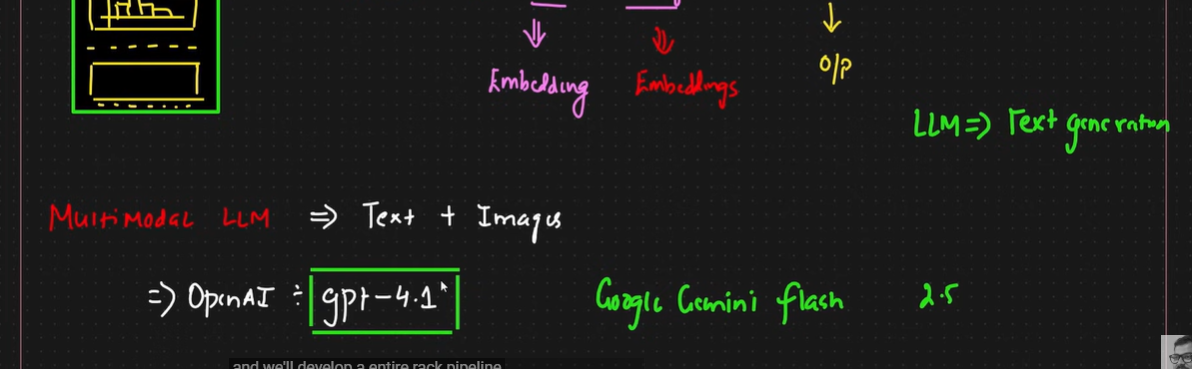 Embedding Embeddings O/P
LLM => Text generation
Multimodal LLM => Text + Images
=> OpenAI ÷ gpt-4.1 Google Gemini flash 2.5
and we'll develop a entire rack pipeline